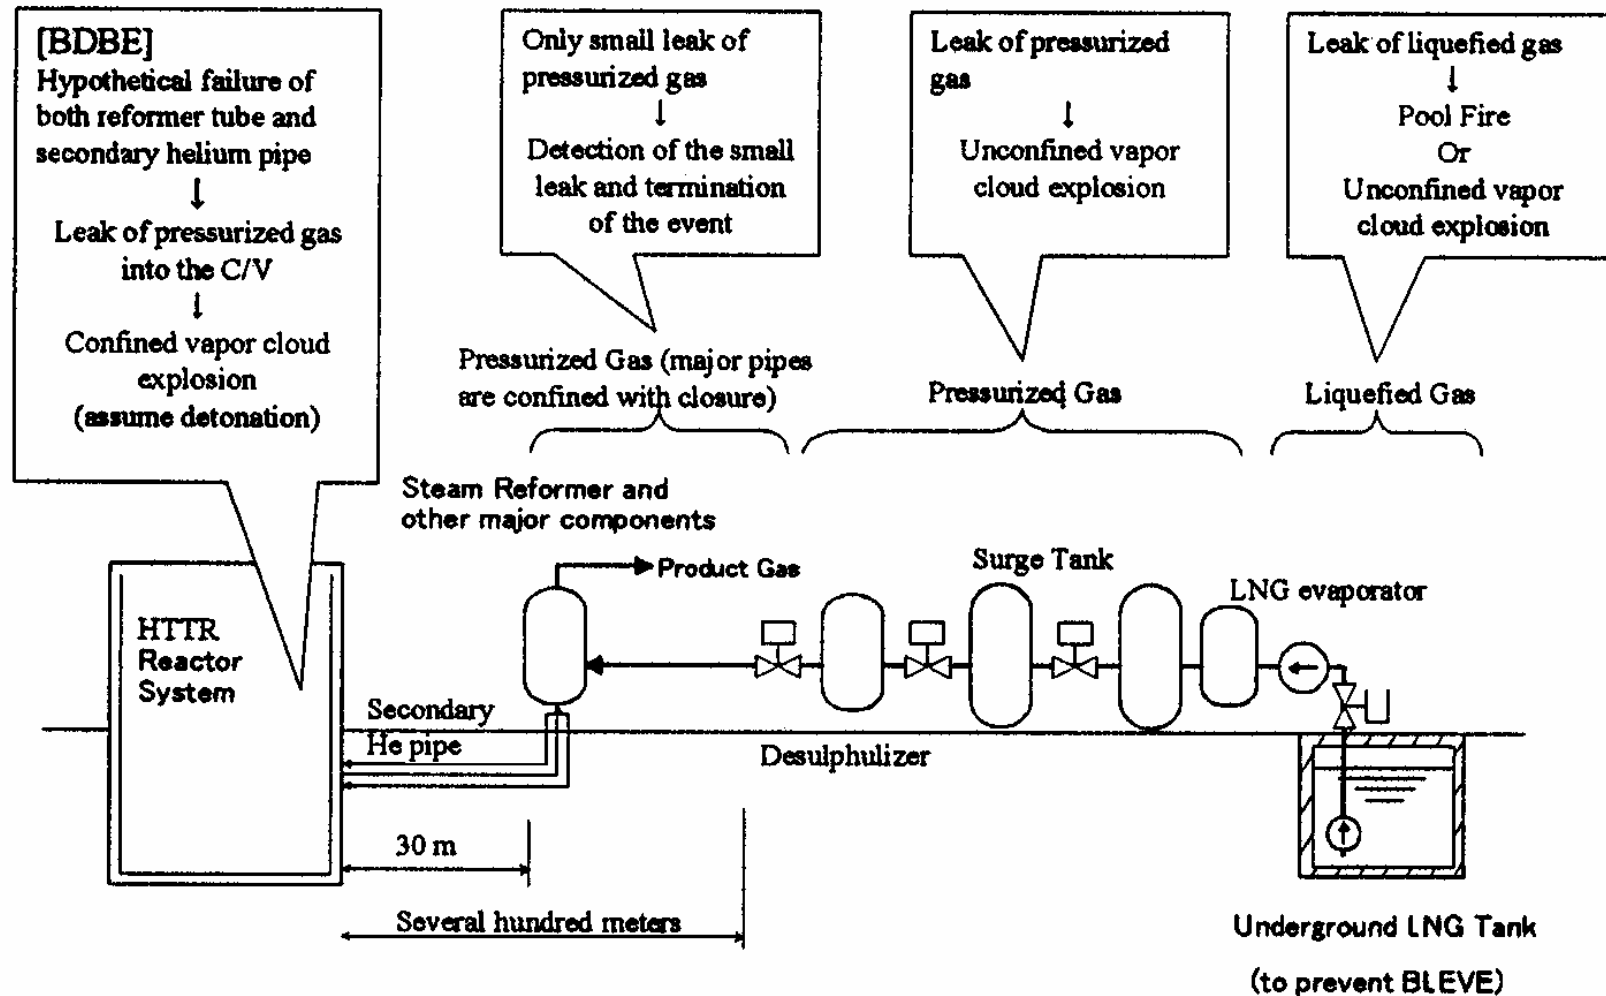 [BDBE]
Hypothetical failure of
both reformer tube and
secondary helium pipe
↓
Leak of pressurized gas
into the C/V
↓
Confined vapor cloud
explosion
(assume detonation)
Only small leak of
pressurized gas
↓
Detection of the small
leak and termination
of the event
Leak of pressurized
gas
↓
Unconfined vapor
cloud explosion
Leak of liquefied gas
↓
Pool Fire
Or
Unconfined vapor
cloud explosion
Pressurized Gas (major pipes
are confined with closure)
Pressurized Gas
Liquefied Gas
Steam Reformer and
other major components
Product Gas
Surge Tank
LNG evaporator
HTTR
Reactor
System
Secondary
He pipe
Desulphulizer
30 m
Several hundred meters
Underground LNG Tank
(to prevent BLEVE)